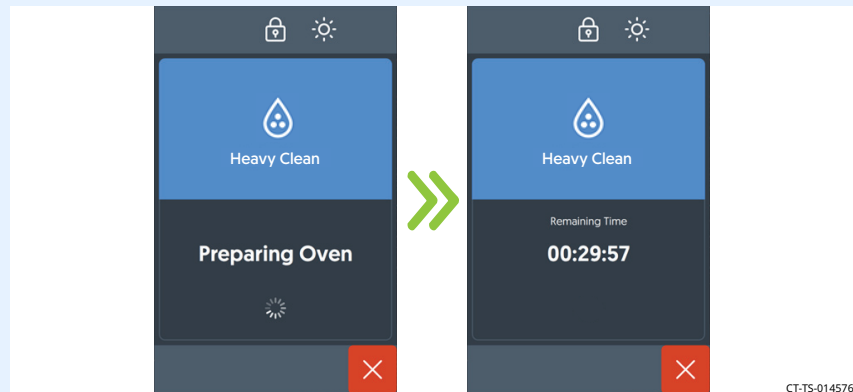 Heavy Clean
Preparing Oven
Heavy Clean
Remaining Time
00:29:57
CT-TS-014576